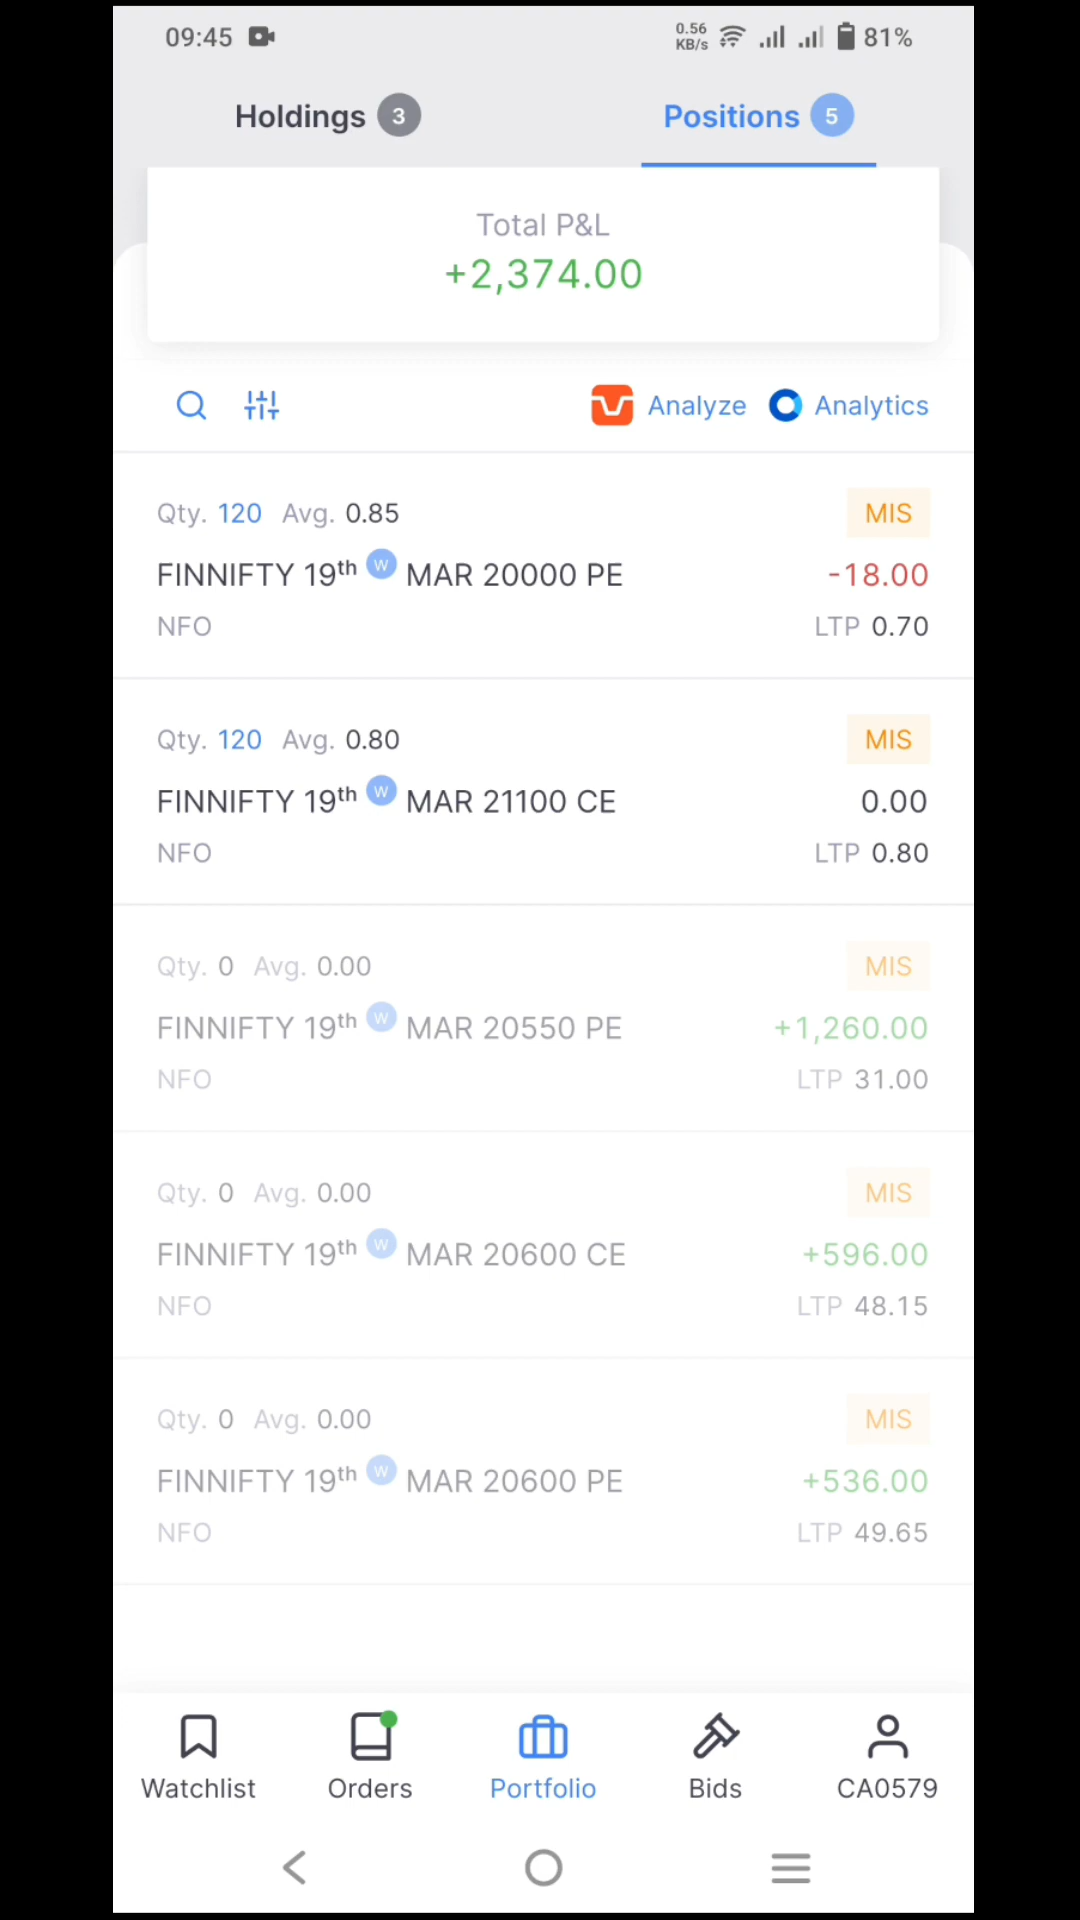 09:45 0.56 KB/s 81%
Holdings 3 Positions 5
Total P&L
+2,374.00
Analyze Analytics
Qty. 120 Avg. 0.85 MIS
FINNIFTY 19th W MAR 20000 PE -18.00
NFO LTP 0.70
Qty. 120 Avg. 0.80 MIS
FINNIFTY 19th W MAR 21100 CE 0.00
NFO LTP 0.80
Qty. 0 Avg. 0.00 MIS
FINNIFTY 19th W MAR 20550 PE +1,260.00
NFO LTP 31.00
Qty. 0 Avg. 0.00 MIS
FINNIFTY 19th W MAR 20600 CE +596.00
NFO LTP 48.15
Qty. 0 Avg. 0.00 MIS
FINNIFTY 19th W MAR 20600 PE +536.00
NFO LTP 49.65
Watchlist Orders Portfolio Bids CA0579